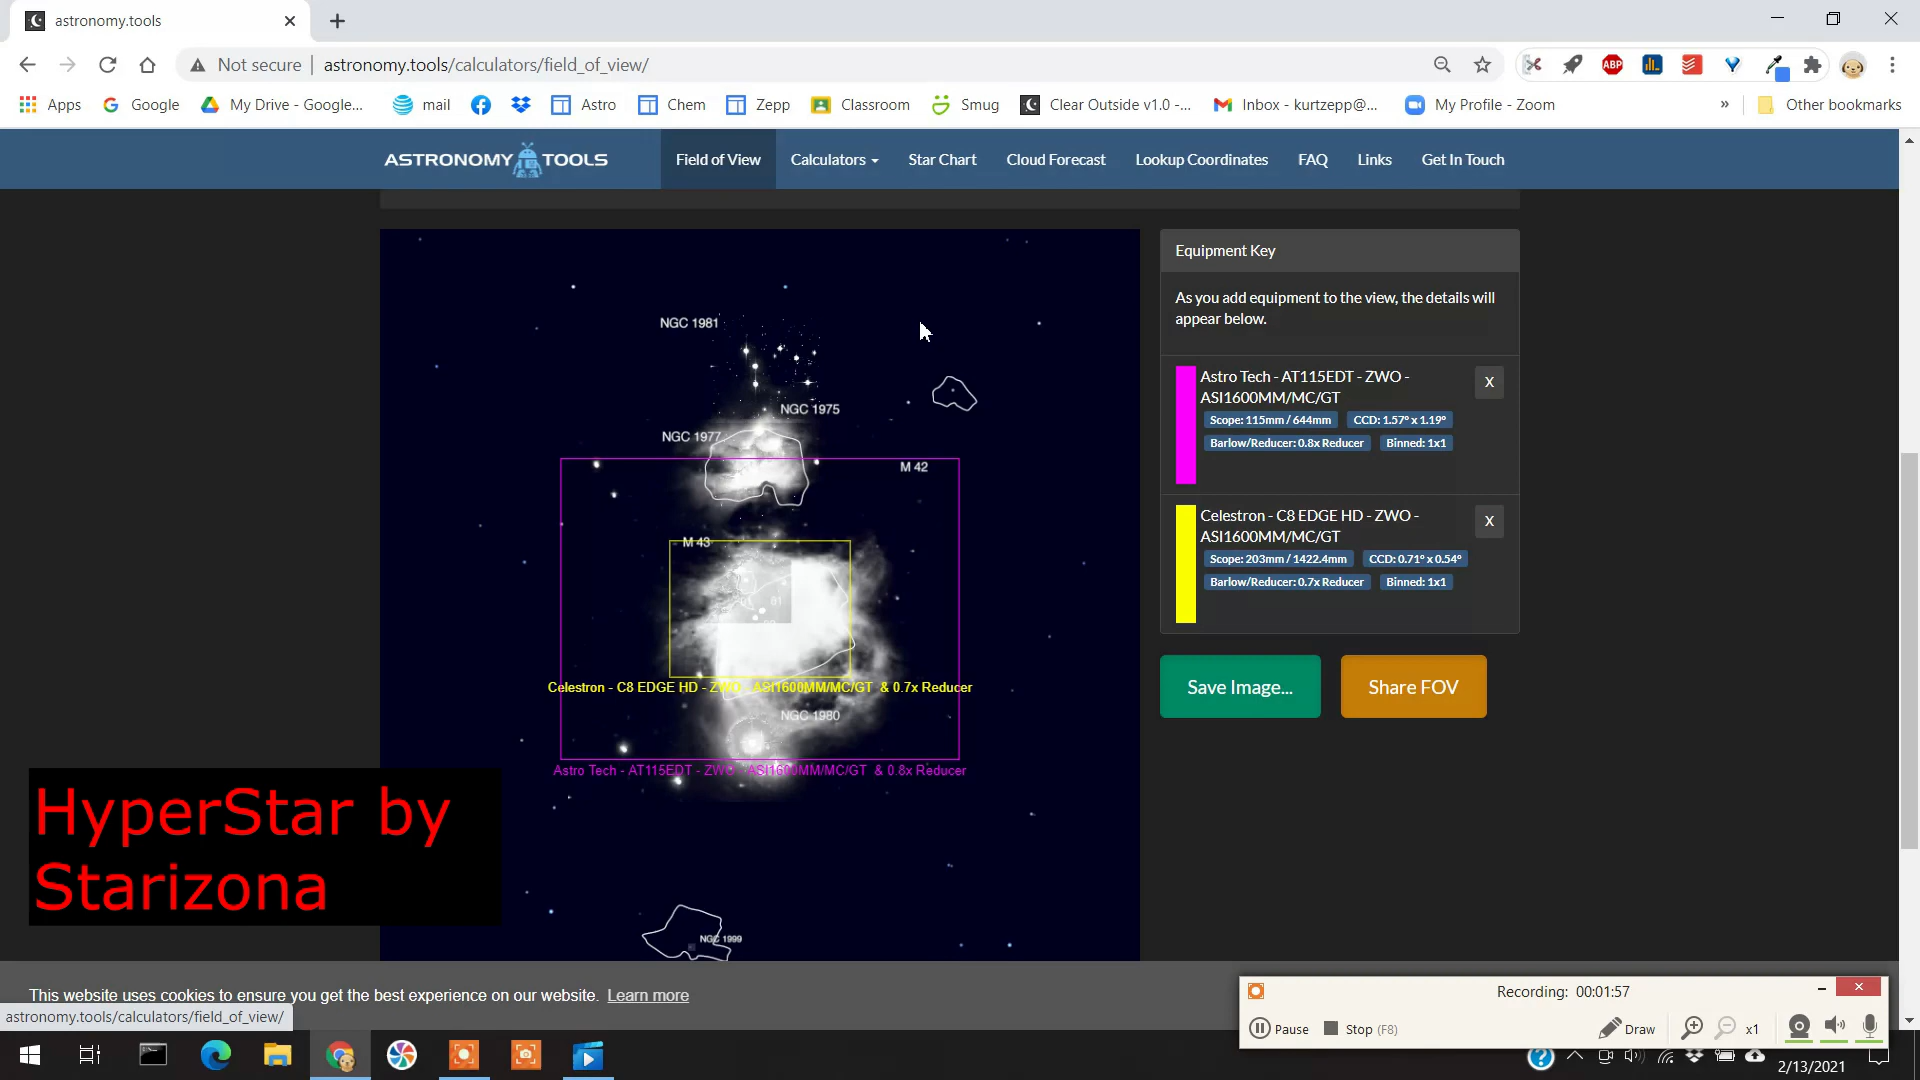 astronomy.tools
Not secure
astronomy.tools/calculators/field_of_view/
ABP
Apps
Google
My Drive - Google...
mail
Astro
Chem
Zepp
Classroom
Smug
Clear Outside v1.0 -...
Inbox - kurtzepp@...
My Profile - Zoom
»
Other bookmarks
ASTRONOMY TOOLS
Field of View
Calculators
Star Chart
Cloud Forecast
Lookup Coordinates
FAQ
Links
Get In Touch
Equipment Key
As you add equipment to the view, the details will
appear below.
Astro Tech - AT115EDT - ZWO -
ASI1600MM/MC/GT
X
Scope: 115mm / 644mm
CCD: 1.57° x 1.19°
Barlow/Reducer: 0.8x Reducer
Binned: 1x1
Celestron - C8 EDGE HD - ZWO -
ASI1600MM/MC/GT
X
Scope: 203mm / 1422.4mm
CCD: 0.71° x 0.54°
Barlow/Reducer: 0.7x Reducer
Binned: 1x1
Save Image...
Share FOV
NGC 1981
NGC 1975
NGC 1977
M 42
M 43
Celestron - C8 EDGE HD - ZWO - ASI1600MM/MC/GT & 0.7x Reducer
NGC 1980
Astro Tech - AT115EDT - ZWO - ASI1600MM/MC/GT & 0.8x Reducer
NGC 1999
HyperStar by
Starizona
This website uses cookies to ensure you get the best experience on our website. Learn more
astronomy.tools/calculators/field_of_view/
Recording: 00:01:57
Pause
Stop (F8)
Draw
x1
2/13/2021